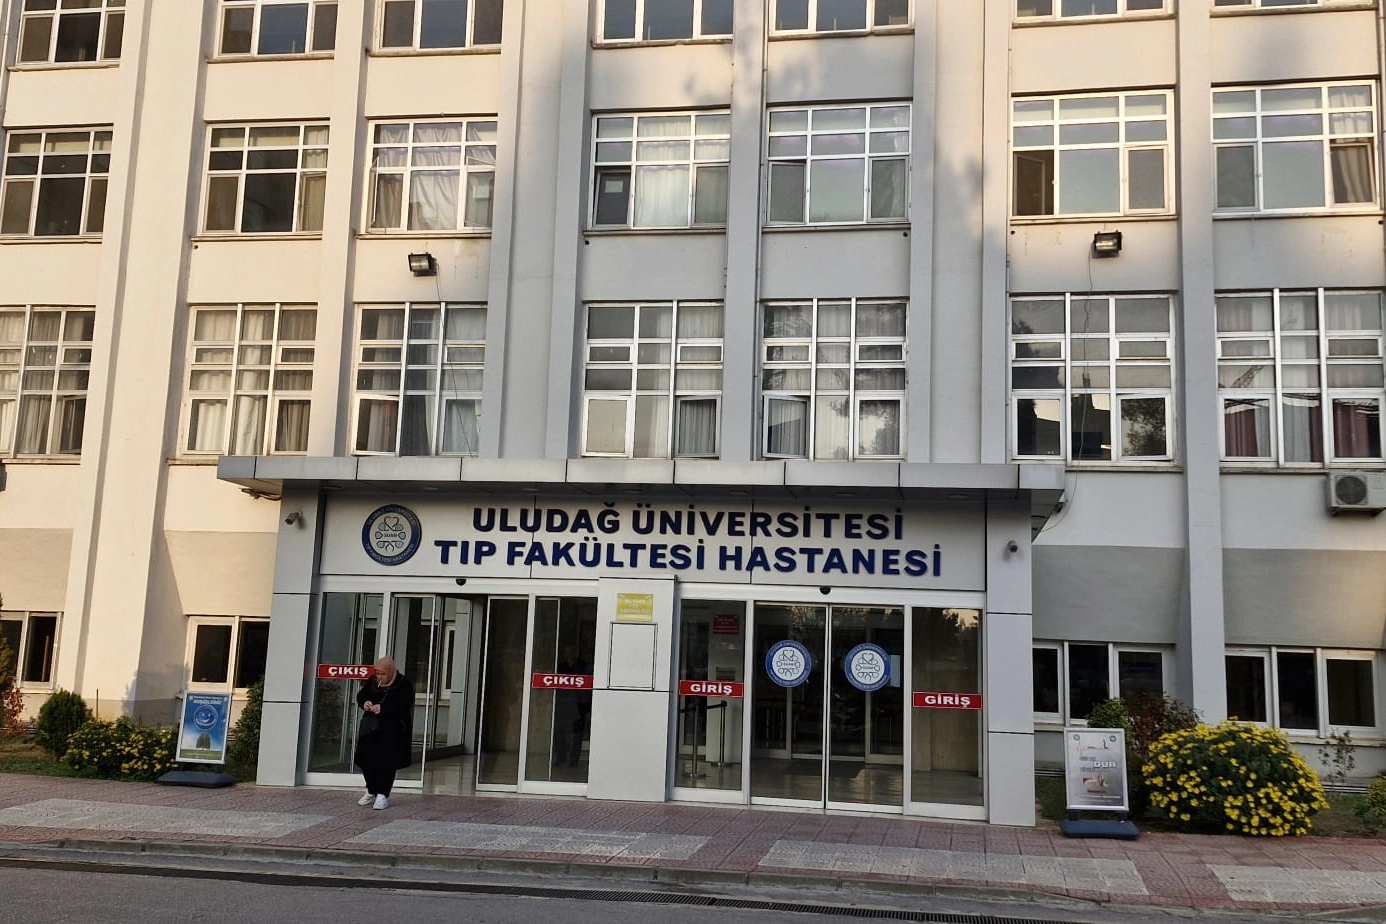 ULUDAĞ ÜNİVERSİTESİ
TIP FAKÜLTESİ HASTANESİ
ÇIKIŞ
ÇIKIŞ
GİRİŞ
GİRİŞ
DUR